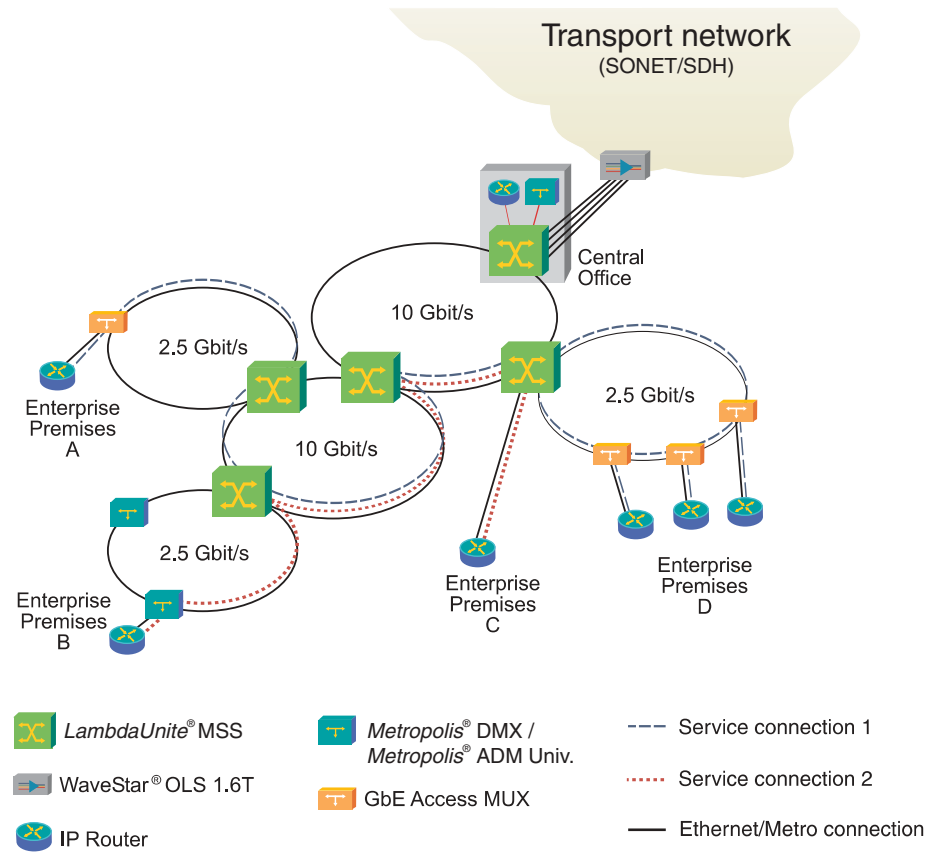 Transport network
(SONET/SDH)
Central
Office
10 Gbit/s
2.5 Gbit/s
2.5 Gbit/s
Enterprise
Premises
A
10 Gbit/s
2.5 Gbit/s
Enterprise
Premises
B
Enterprise
Premises
C
Enterprise
Premises
D
LambdaUnite® MSS
WaveStar® OLS 1.6T
IP Router
Metropolis® DMX /
Metropolis® ADM Univ.
GbE Access MUX
Service connection 1
Service connection 2
Ethernet/Metro connection